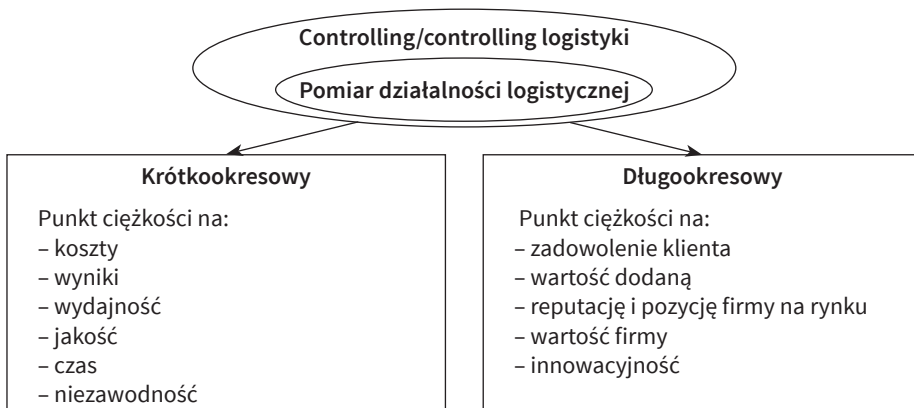 Controlling/controlling logistyki
Pomiar działalności logistycznej
Krótkookresowy
Punkt ciężkości na:
– koszty
– wyniki
– wydajność
– jakość
– czas
– niezawodność
Długookresowy
Punkt ciężkości na:
– zadowolenie klienta
– wartość dodaną
– reputację i pozycję firmy na rynku
– wartość firmy
– innowacyjność